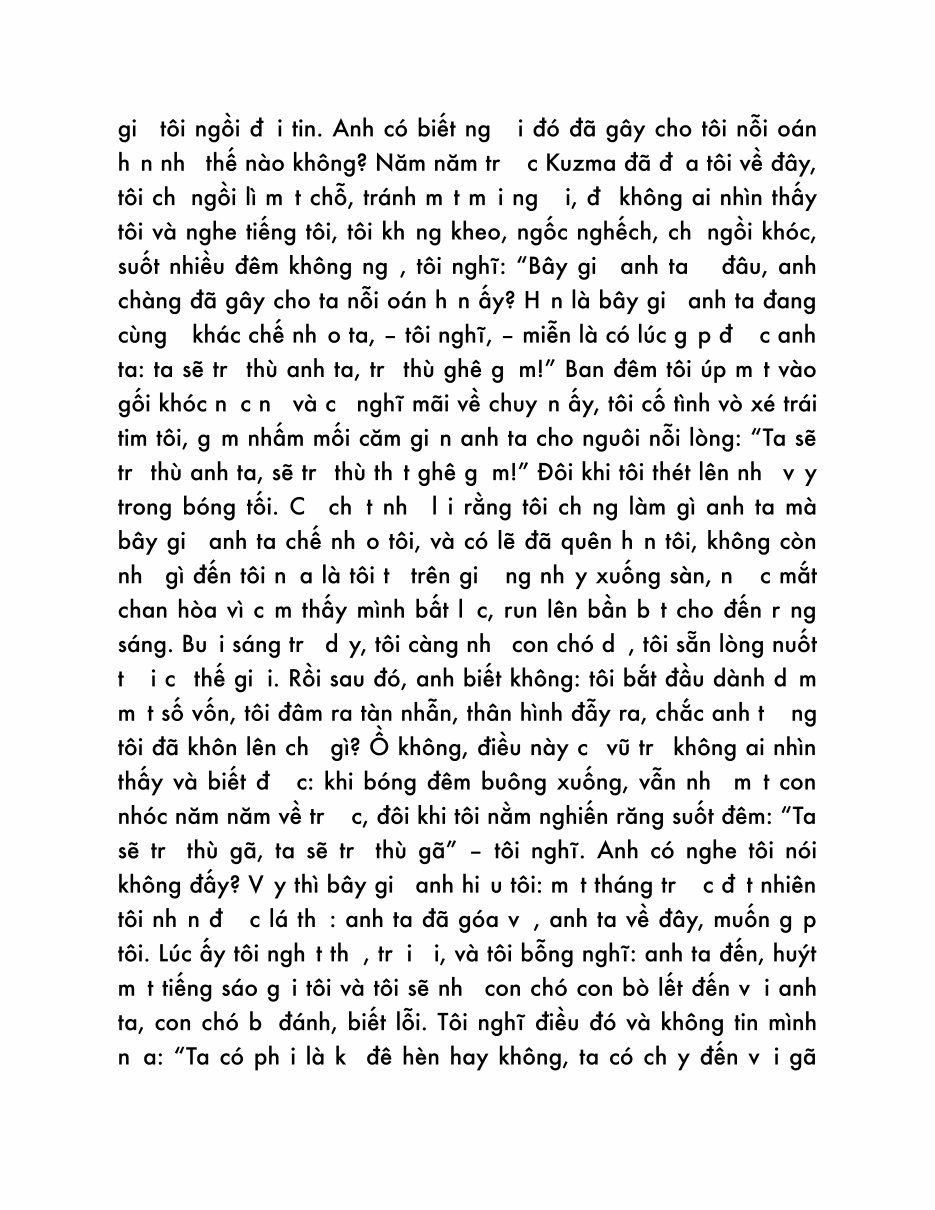 gi   tôi ngồi đ  i tin. Anh có biết ng   i đó đã gây cho tôi nỗi oán
h n nh   thế nào không? Năm năm tr   c Kuzma đã đ  a tôi về đây,
tôi ch  ngồi lì m  t chỗ, tránh m t m  i ng   i, đ   không ai nhìn thấy
tôi và nghe tiếng tôi, tôi kh  ng kheo, ngốc nghếch, ch  ngồi khóc,
suốt nhiều đêm không ng  , tôi nghĩ: “Bây gi   anh ta    đâu, anh
chàng đã gây cho ta nỗi oán h n ấy? H n là bây gi   anh ta đang
cùng   khác chế nh  o ta, – tôi nghĩ, – miễn là có lúc g p đ   c anh
ta: ta sẽ tr   thù anh ta, tr   thù ghê g  m!” Ban đêm tôi úp m t vào
gối khóc n  c n   và c   nghĩ mãi về chuy  n ấy, tôi cố tình vò xé trái
tim tôi, g  m nhấm mối căm gi  n anh ta cho nguôi nỗi lòng: “Ta sẽ
tr   thù anh ta, sẽ tr   thù th  t ghê g  m!” Đôi khi tôi thét lên nh   v  y
trong bóng tối. C   ch  t nh   l  i rằng tôi ch  ng làm gì anh ta mà
bây gi   anh ta chế nh  o tôi, và có lẽ đã quên h n tôi, không còn
nh   gì đến tôi n  a là tôi t   trên gi   ng nh  y xuống sàn, n   c mắt
chan hòa vì c  m thấy mình bất l  c, run lên bần b  t cho đến r  ng
sáng. Bu  i sáng tr   d  y, tôi càng nh   con chó d  , tôi sẵn lòng nuốt
t   i c   thế gi  i. Rồi sau đó, anh biết không: tôi bắt đầu dành d  m
m  t số vốn, tôi đâm ra tàn nhẫn, thân hình đẫy ra, chắc anh t   ng
tôi đã khôn lên ch   gì? Ồ không, điều này c   vũ tr   không ai nhìn
thấy và biết đ   c: khi bóng đêm buông xuống, vẫn nh   m  t con
nhóc năm năm về tr   c, đôi khi tôi nằm nghiến răng suốt đêm: “Ta
sẽ tr   thù gã, ta sẽ tr   thù gã” – tôi nghĩ. Anh có nghe tôi nói
không đấy? V  y thì bây gi   anh hi  u tôi: m  t tháng tr   c đ  t nhiên
tôi nh  n đ   c lá th  : anh ta đã góa v  , anh ta về đây, muốn g  p
tôi. Lúc ấy tôi ngh  t th  , tr  i   i, và tôi bỗng nghĩ: anh ta đến, huýt
m  t tiếng sáo g  i tôi và tôi sẽ nh   con chó con bò lết đến v  i anh
ta, con chó b   đánh, biết lỗi. Tôi nghĩ điều đó và không tin mình
n  a: “Ta có ph  i là k   đê hèn hay không, ta có ch  y đến v  i gã